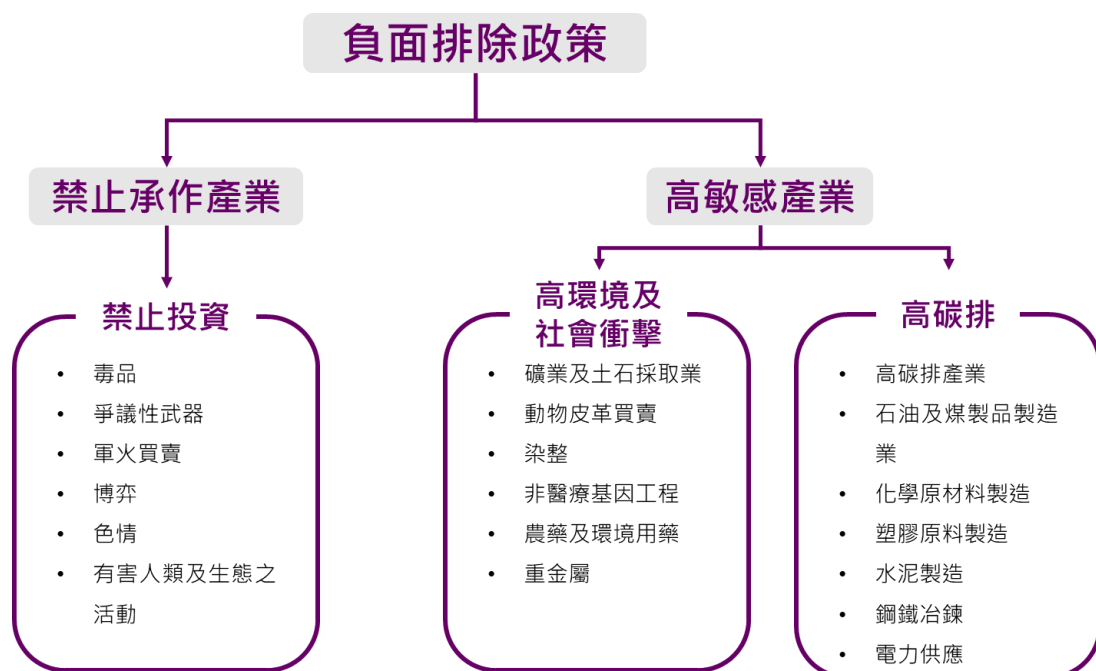 負面排除政策
禁止承作產業
高敏感產業
禁止投資
• 毒品
• 爭議性武器
• 軍火買賣
• 博弈
• 色情
• 有害人類及生態之
活動
高環境及
社會衝擊
• 礦業及土石採取業
• 動物皮革買賣
• 染整
• 非醫療基因工程
• 農藥及環境用藥
• 重金屬
高碳排
• 高碳排產業
• 石油及煤製品製造
業
• 化學原材料製造
• 塑膠原料製造
• 水泥製造
• 鋼鐵冶鍊
• 電力供應